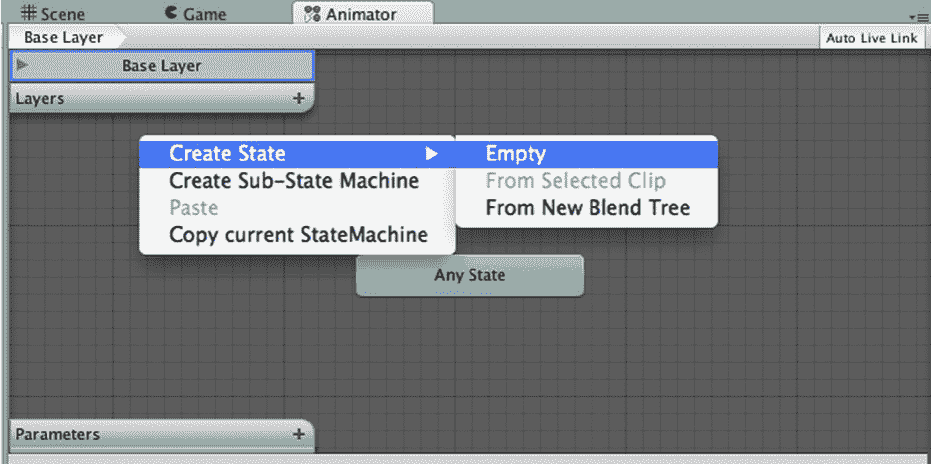 Scene Game Animator
Base Layer Auto Live Link
Base Layer
Layers +
Create State Empty
Create Sub-State Machine From Selected Clip
Paste From New Blend Tree
Copy current StateMachine
Any State
Parameters +